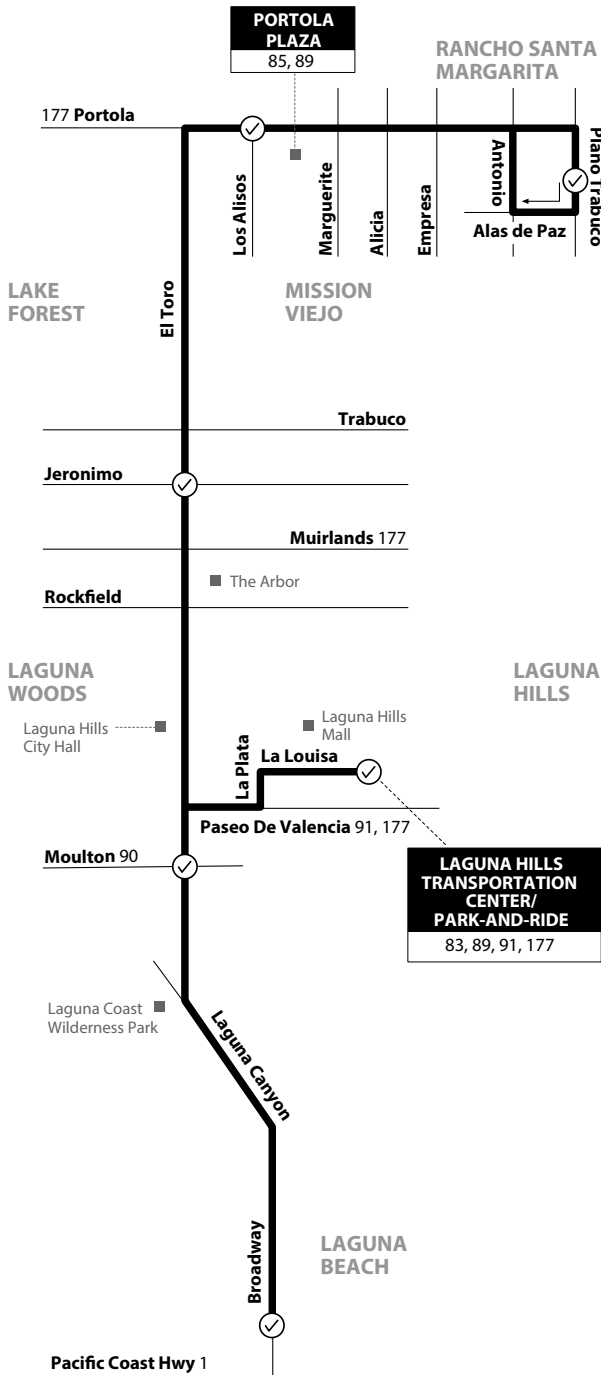 PORTOLA
PLAZA
85, 89
RANCHO SANTA
MARGARITA
177 Portola
Los Alisos
Marguerite
Alicia
Empresa
Antonio
Plano Trabuco
Alas de Paz
LAKE
FOREST
El Toro
MISSION
VIEJO
Trabuco
Jeronimo
Muirlands 177
The Arbor
Rockfield
LAGUNA
WOODS
LAGUNA
HILLS
Laguna Hills
City Hall
La Plata
Laguna Hills
Mall
La Louisa
Paseo De Valencia 91, 177
Moulton 90
LAGUNA HILLS
TRANSPORTATION
CENTER/
PARK-AND-RIDE
83, 89, 91, 177
Laguna Coast
Wilderness Park
Laguna Canyon
Broadway
LAGUNA
BEACH
Pacific Coast Hwy 1